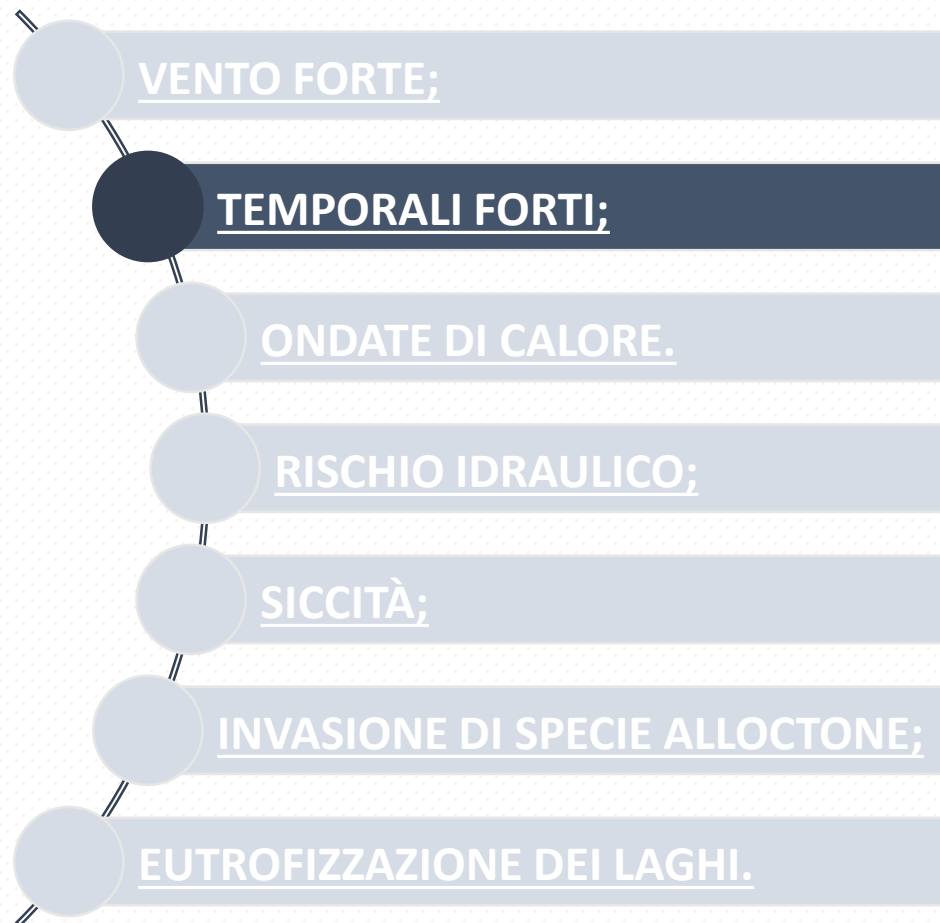 VENTO FORTE;
TEMPORALI FORTI;
ONDATE DI CALORE.
RISCHIO IDRAULICO;
SICCITÀ;
INVASIONE DI SPECIE ALLOCTONE;
EUTROFIZZAZIONE DEI LAGHI.